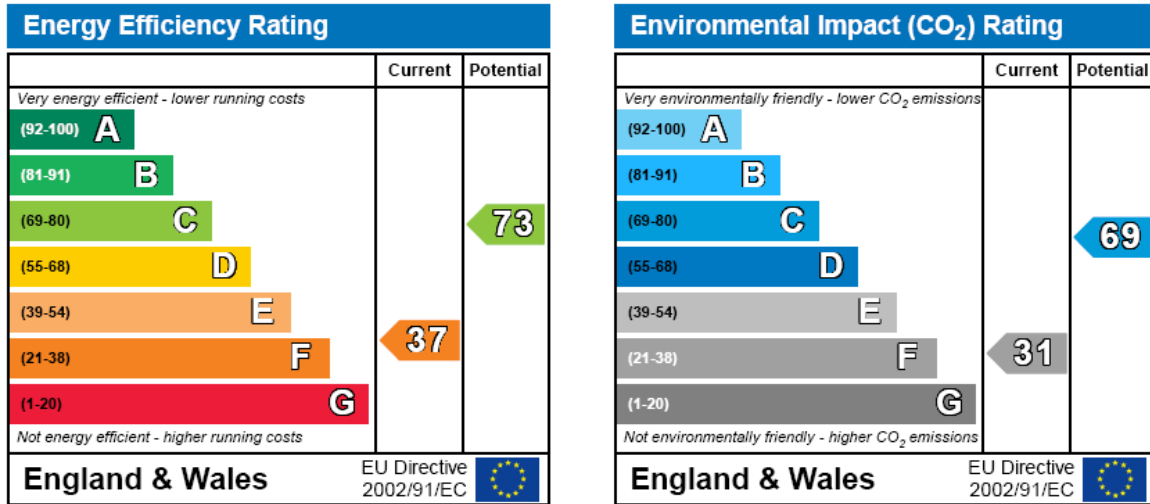 Energy Efficiency Rating
Current Potential
Very energy efficient - lower running costs
(92-100) A
(81-91) B
(69-80) C
73
(55-68) D
(39-54) E
37
(21-38) F
(1-20) G
Not energy efficient - higher running costs
England & Wales
EU Directive
2002/91/EC
Environmental Impact (CO₂) Rating
Current Potential
Very environmentally friendly - lower CO₂ emissions
(92-100) A
(81-91) B
(69-80) C
69
(55-68) D
(39-54) E
31
(21-38) F
(1-20) G
Not environmentally friendly - higher CO₂ emissions
England & Wales
EU Directive
2002/91/EC